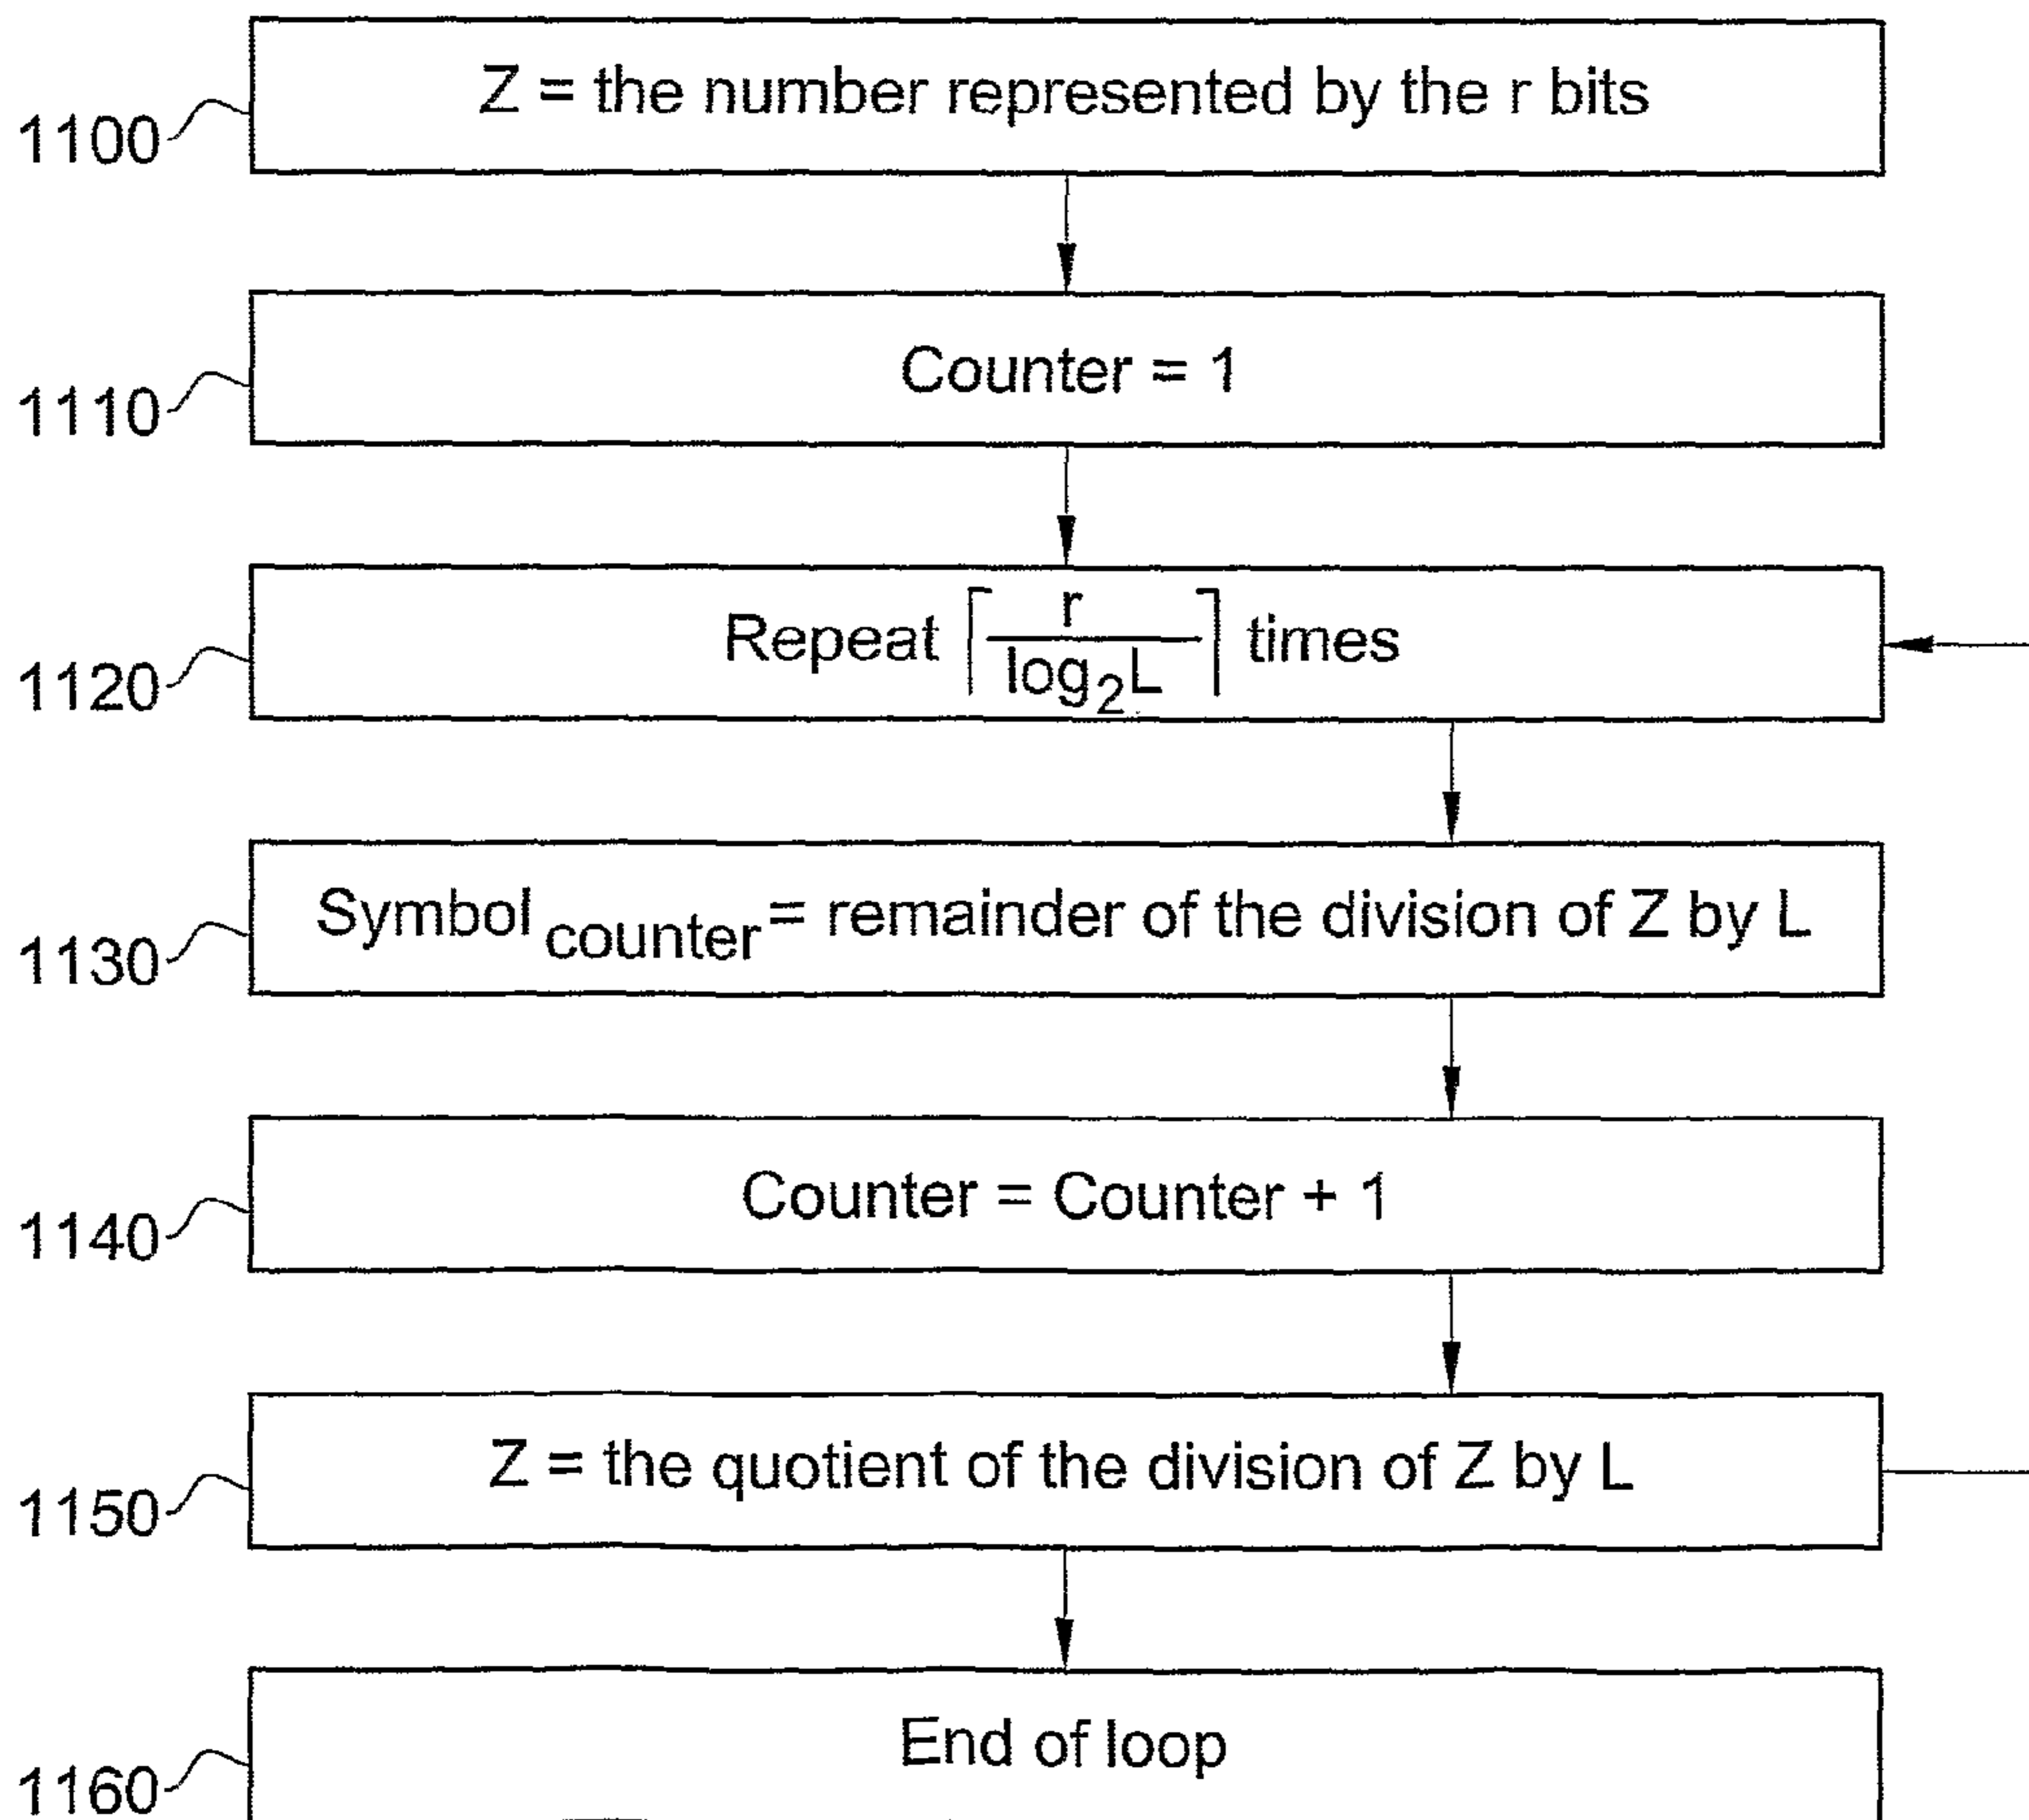 Z = the number represented by the r bits
1100
Counter = 1
1110
Repeat ⌈r / log₂L⌉ times
1120
Symbol counter = remainder of the division of Z by L
1130
Counter = Counter + 1
1140
Z = the quotient of the division of Z by L
1150
End of loop
1160